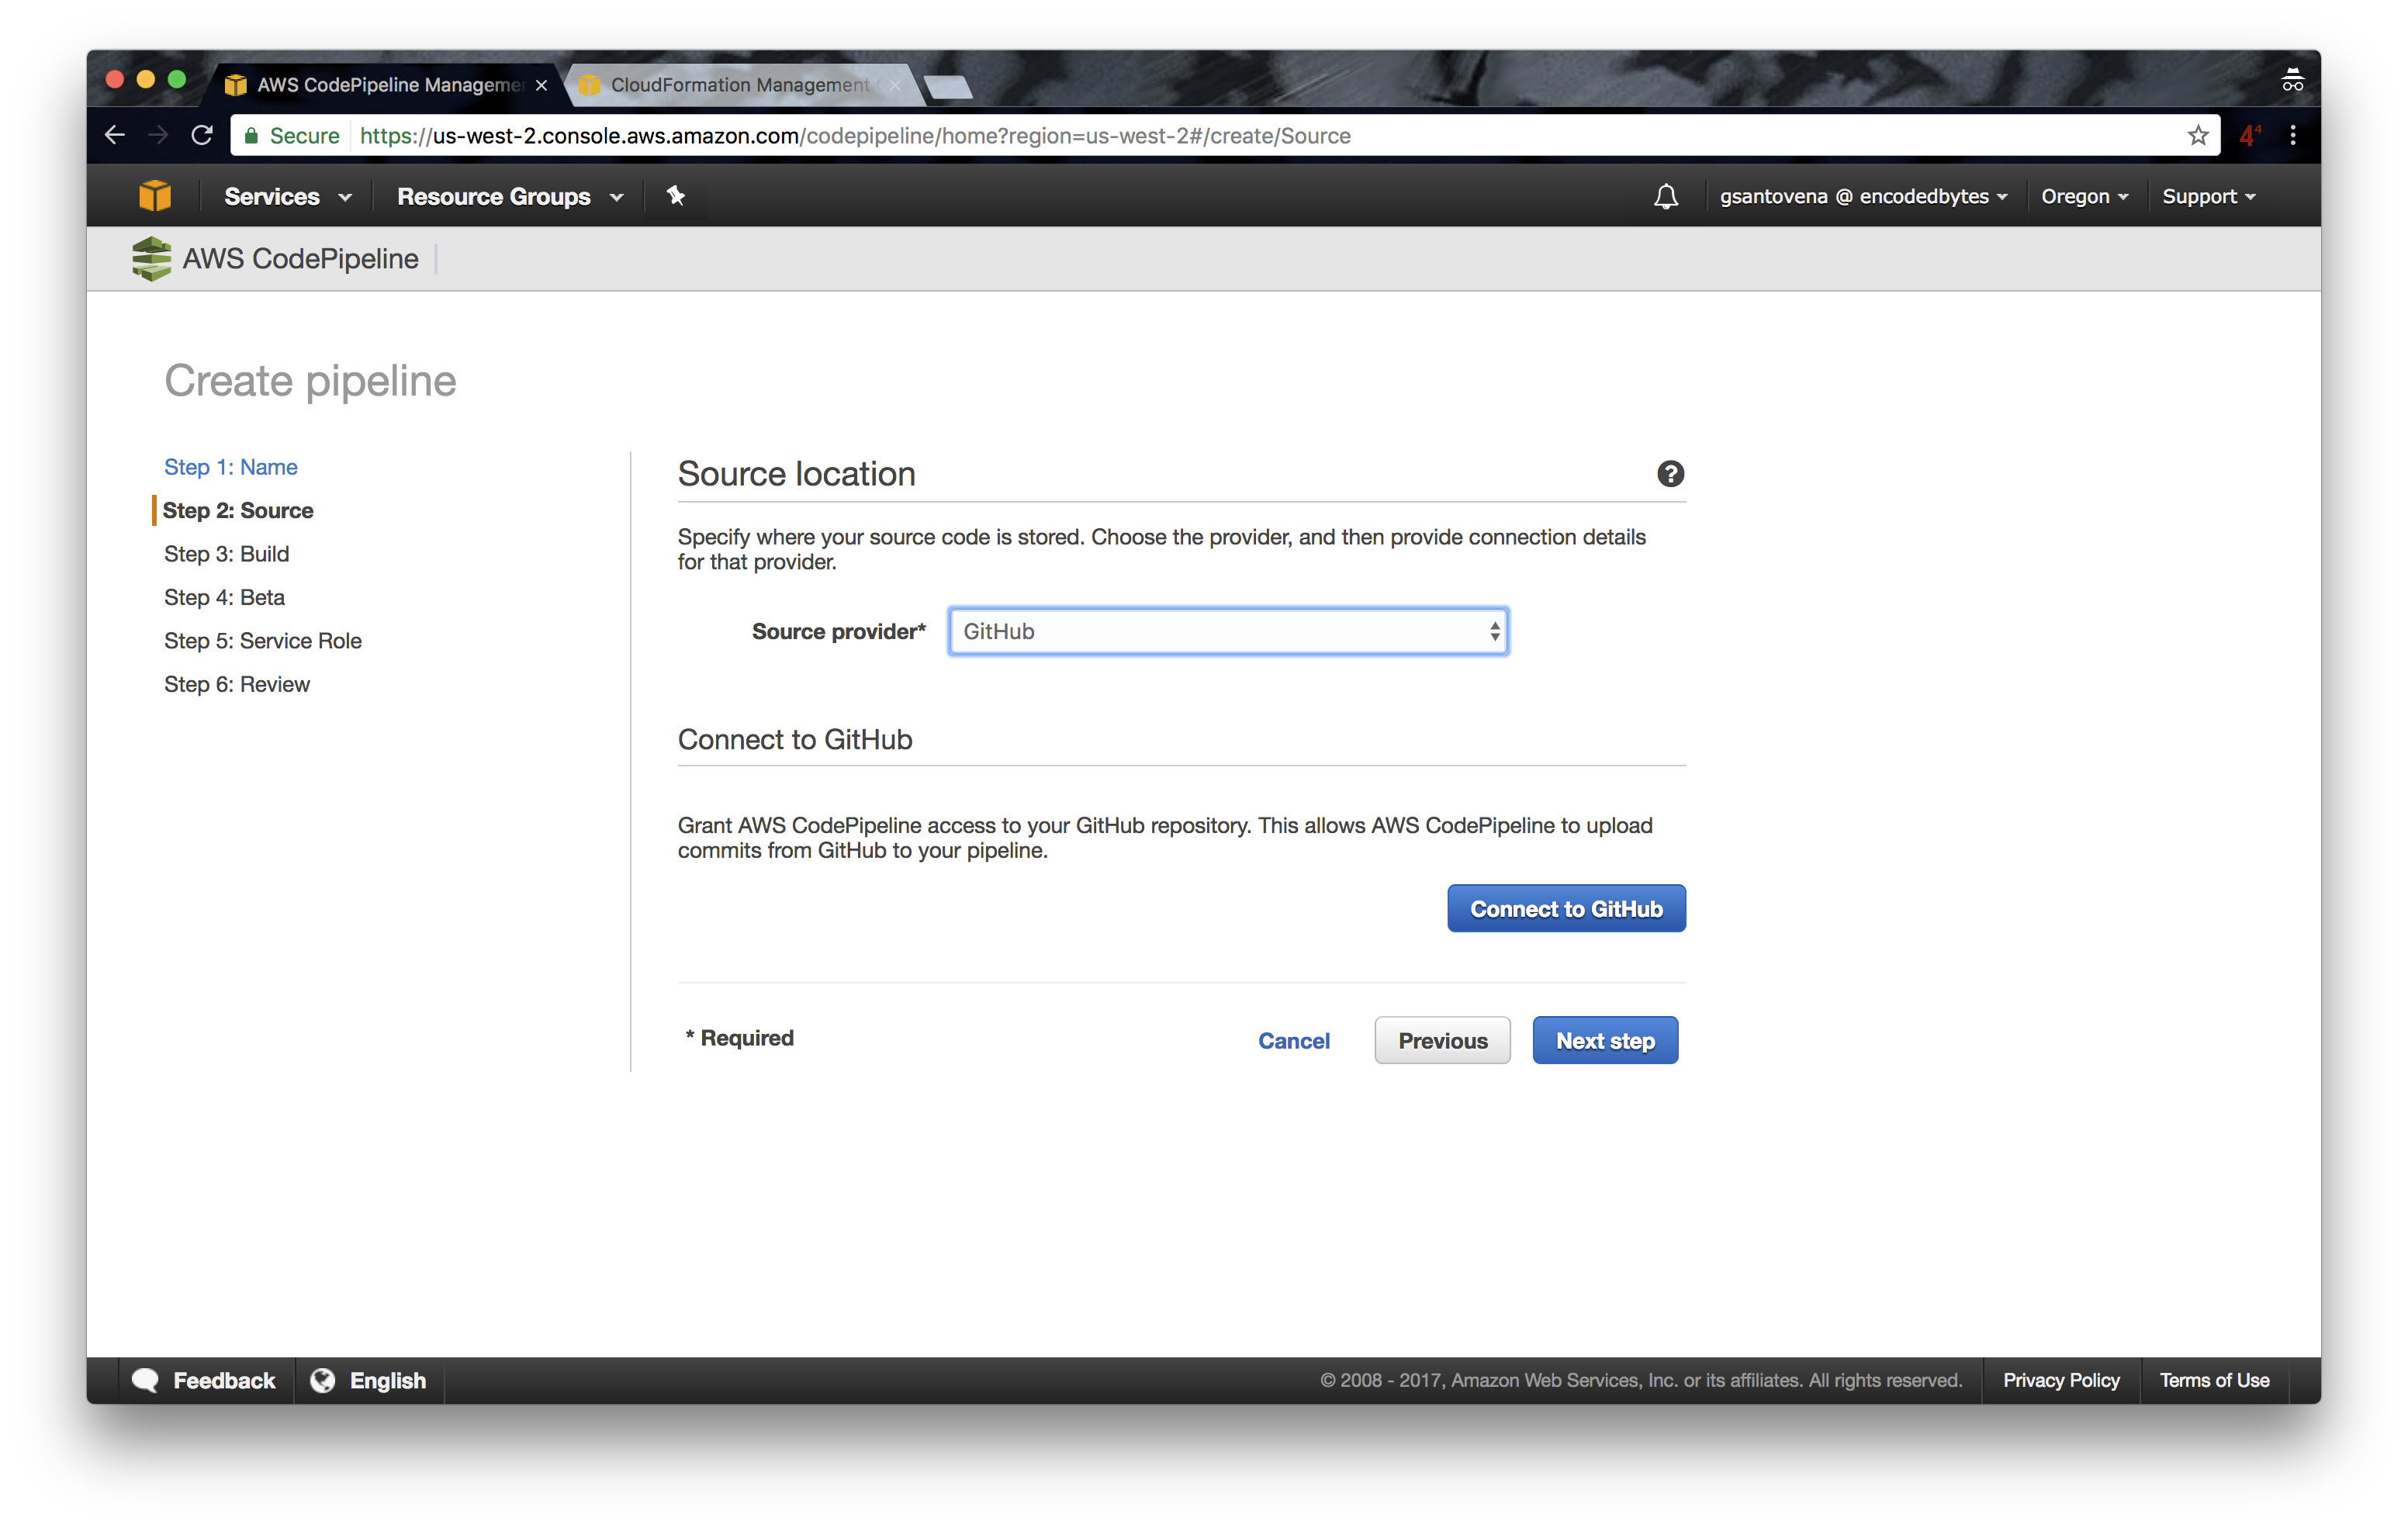 AWS CodePipeline Manageme
CloudFormation Management
Secure https://us-west-2.console.aws.amazon.com/codepipeline/home?region=us-west-2#/create/Source
4⁴
Services Resource Groups gsantovena @ encodedbytes Oregon Support
AWS CodePipeline
Create pipeline
Step 1: Name
Step 2: Source
Step 3: Build
Step 4: Beta
Step 5: Service Role
Step 6: Review
Source location
Specify where your source code is stored. Choose the provider, and then provide connection details
for that provider.
Source provider* GitHub
Connect to GitHub
Grant AWS CodePipeline access to your GitHub repository. This allows AWS CodePipeline to upload
commits from GitHub to your pipeline.
Connect to GitHub
* Required Cancel Previous Next step
Feedback English © 2008 - 2017, Amazon Web Services, Inc. or its affiliates. All rights reserved. Privacy Policy Terms of Use